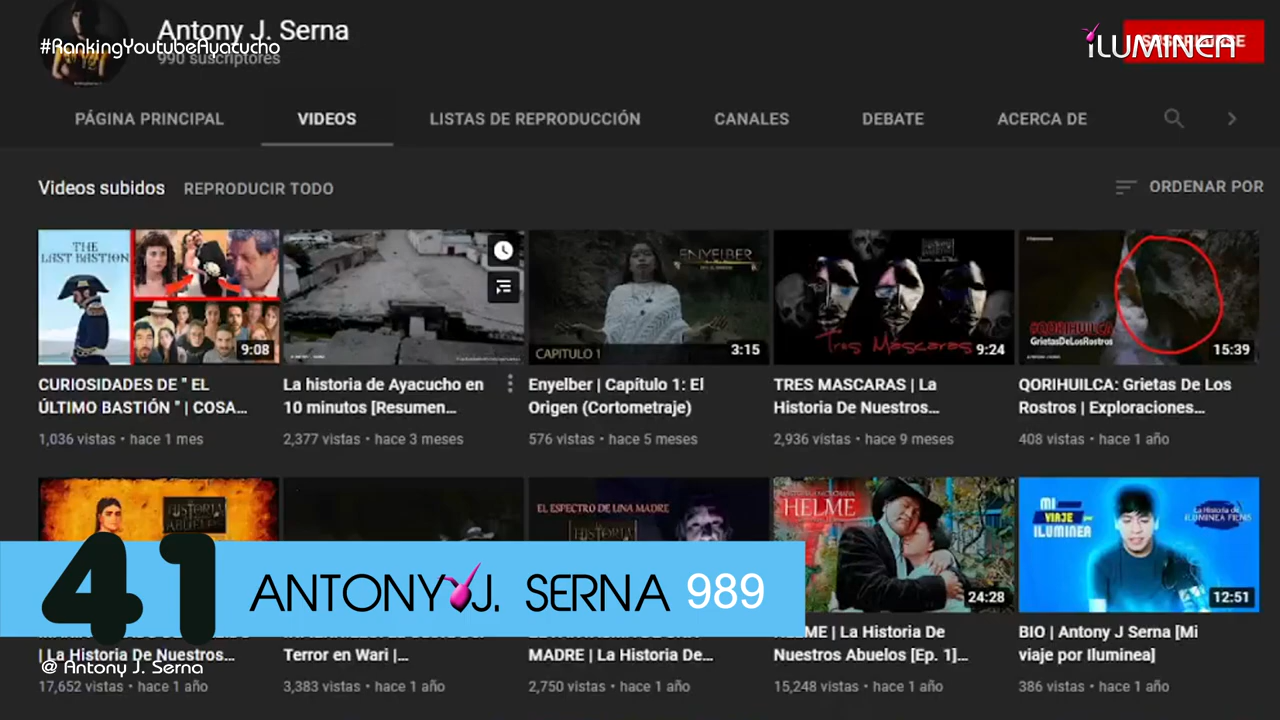 Antony J. Serna
#RankingYoutubeAyacucho
990 suscriptores
ILUMINEA
SUSCRIBIRSE
PÁGINA PRINCIPAL VIDEOS LISTAS DE REPRODUCCIÓN CANALES DEBATE ACERCA DE
Videos subidos REPRODUCIR TODO ORDENAR POR
THE
LAST BASTION
9:08
ENYELBER
CAPITULO 1
3:15
Tres Máscaras
9:24
#QORIHUILCA
GrietasDeLosRostros
15:39
CURIOSIDADES DE " EL
ÚLTIMO BASTIÓN " | COSA...
1,036 vistas • hace 1 mes
La historia de Ayacucho en
10 minutos [Resumen...
2,377 vistas • hace 3 meses
Enyelber | Capítulo 1: El
Origen (Cortometraje)
576 vistas • hace 5 meses
TRES MASCARAS | La
Historia De Nuestros...
2,936 vistas • hace 9 meses
QORIHUILCA: Grietas De Los
Rostros | Exploraciones...
408 vistas • hace 1 año
HISTORIA
EL ESPECTRO DE UNA MADRE
HISTORIA
HELME
24:28
MI
VIAJE por
ILUMINEA
La Historia de
ILUMINEA FILMS
12:51
41 ANTONY J. SERNA 989
| La Historia De Nuestros...
17,652 vistas • hace 1 año
Terror en Wari |...
3,383 vistas • hace 1 año
MADRE | La Historia De...
2,750 vistas • hace 1 año
HELME | La Historia De
Nuestros Abuelos [Ep. 1]...
15,248 vistas • hace 1 año
BIO | Antony J Serna [Mi
viaje por Iluminea]
386 vistas • hace 1 año
@ Antony J. Serna